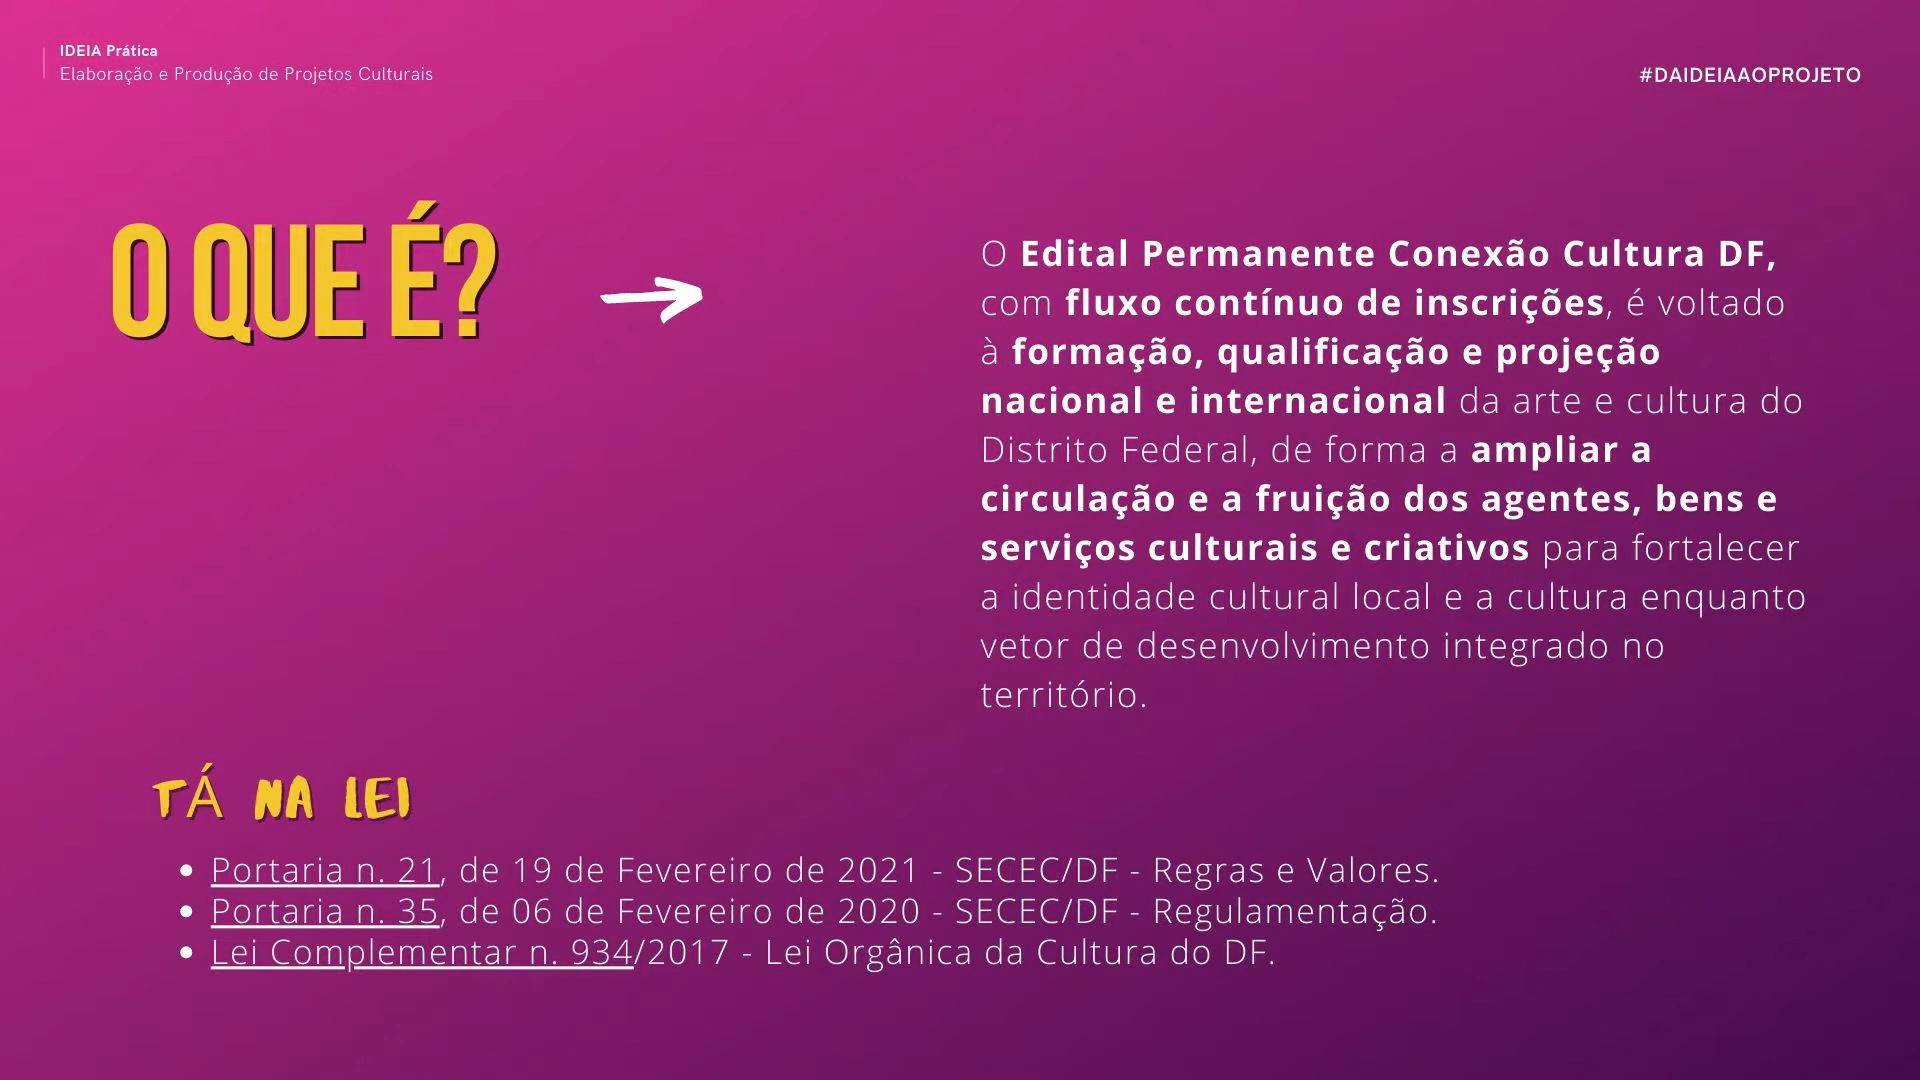 IDEIA Prática
Elaboração e Produção de Projetos Culturais
#DAIDEIAAOPROJETO
O QUE É?
O Edital Permanente Conexão Cultura DF,
com fluxo contínuo de inscrições, é voltado
à formação, qualificação e projeção
nacional e internacional da arte e cultura do
Distrito Federal, de forma a ampliar a
circulação e a fruição dos agentes, bens e
serviços culturais e criativos para fortalecer
a identidade cultural local e a cultura enquanto
vetor de desenvolvimento integrado no
território.
TÁ NA LEI
• Portaria n. 21, de 19 de Fevereiro de 2021 - SECEC/DF - Regras e Valores.
• Portaria n. 35, de 06 de Fevereiro de 2020 - SECEC/DF - Regulamentação.
• Lei Complementar n. 934/2017 - Lei Orgânica da Cultura do DF.